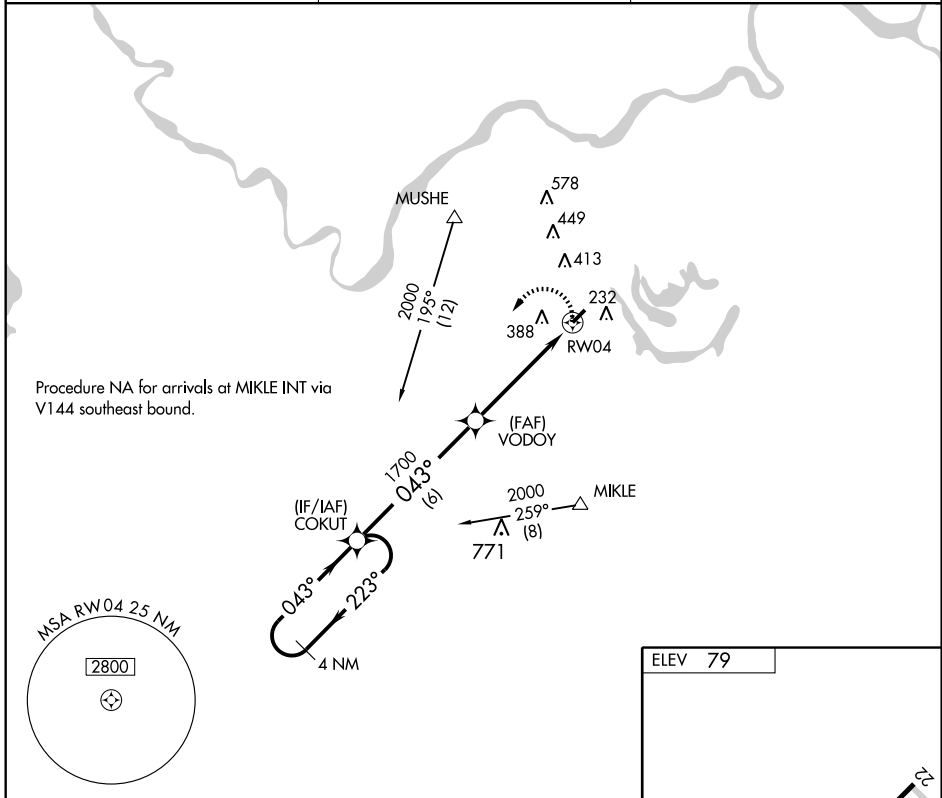 MUSHE
578
449
413
2000
195°
(12)
388
232
RW04
Procedure NA for arrivals at MIKLE INT via
V144 southeast bound.
(FAF)
VODOY
1700
043°
(6)
(IF/IAF)
COKUT
2000
259°
(8)
MIKLE
771
043°
223°
4 NM
MSA RW04 25 NM
2800
ELEV 79
22